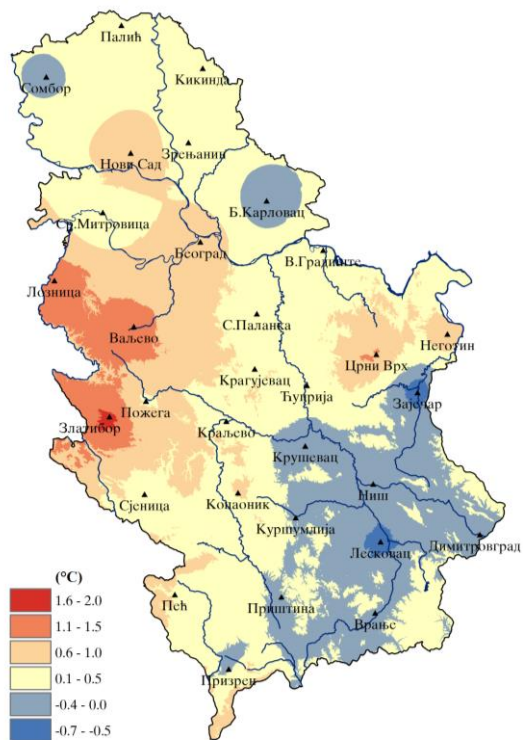 Палић
Кикинда
Сомбор
Зрењанин
Нови Сад
Ср.Митровица
Б.Карловац
Београд
В.Градиште
Лозница
С.Паланка
Ваљево
Неготин
Црни Врх
Крагујевац
Ћуприја
Зајечар
Пожега
Златибор
Краљево
Крушевац
Ниш
Сјеница
Копаоник
Куршумлија
Лесковац
Димитровград
Пећ
Приштина
Врање
Призрен
(°C)
1.6 - 2.0
1.1 - 1.5
0.6 - 1.0
0.1 - 0.5
-0.4 - 0.0
-0.7 - -0.5